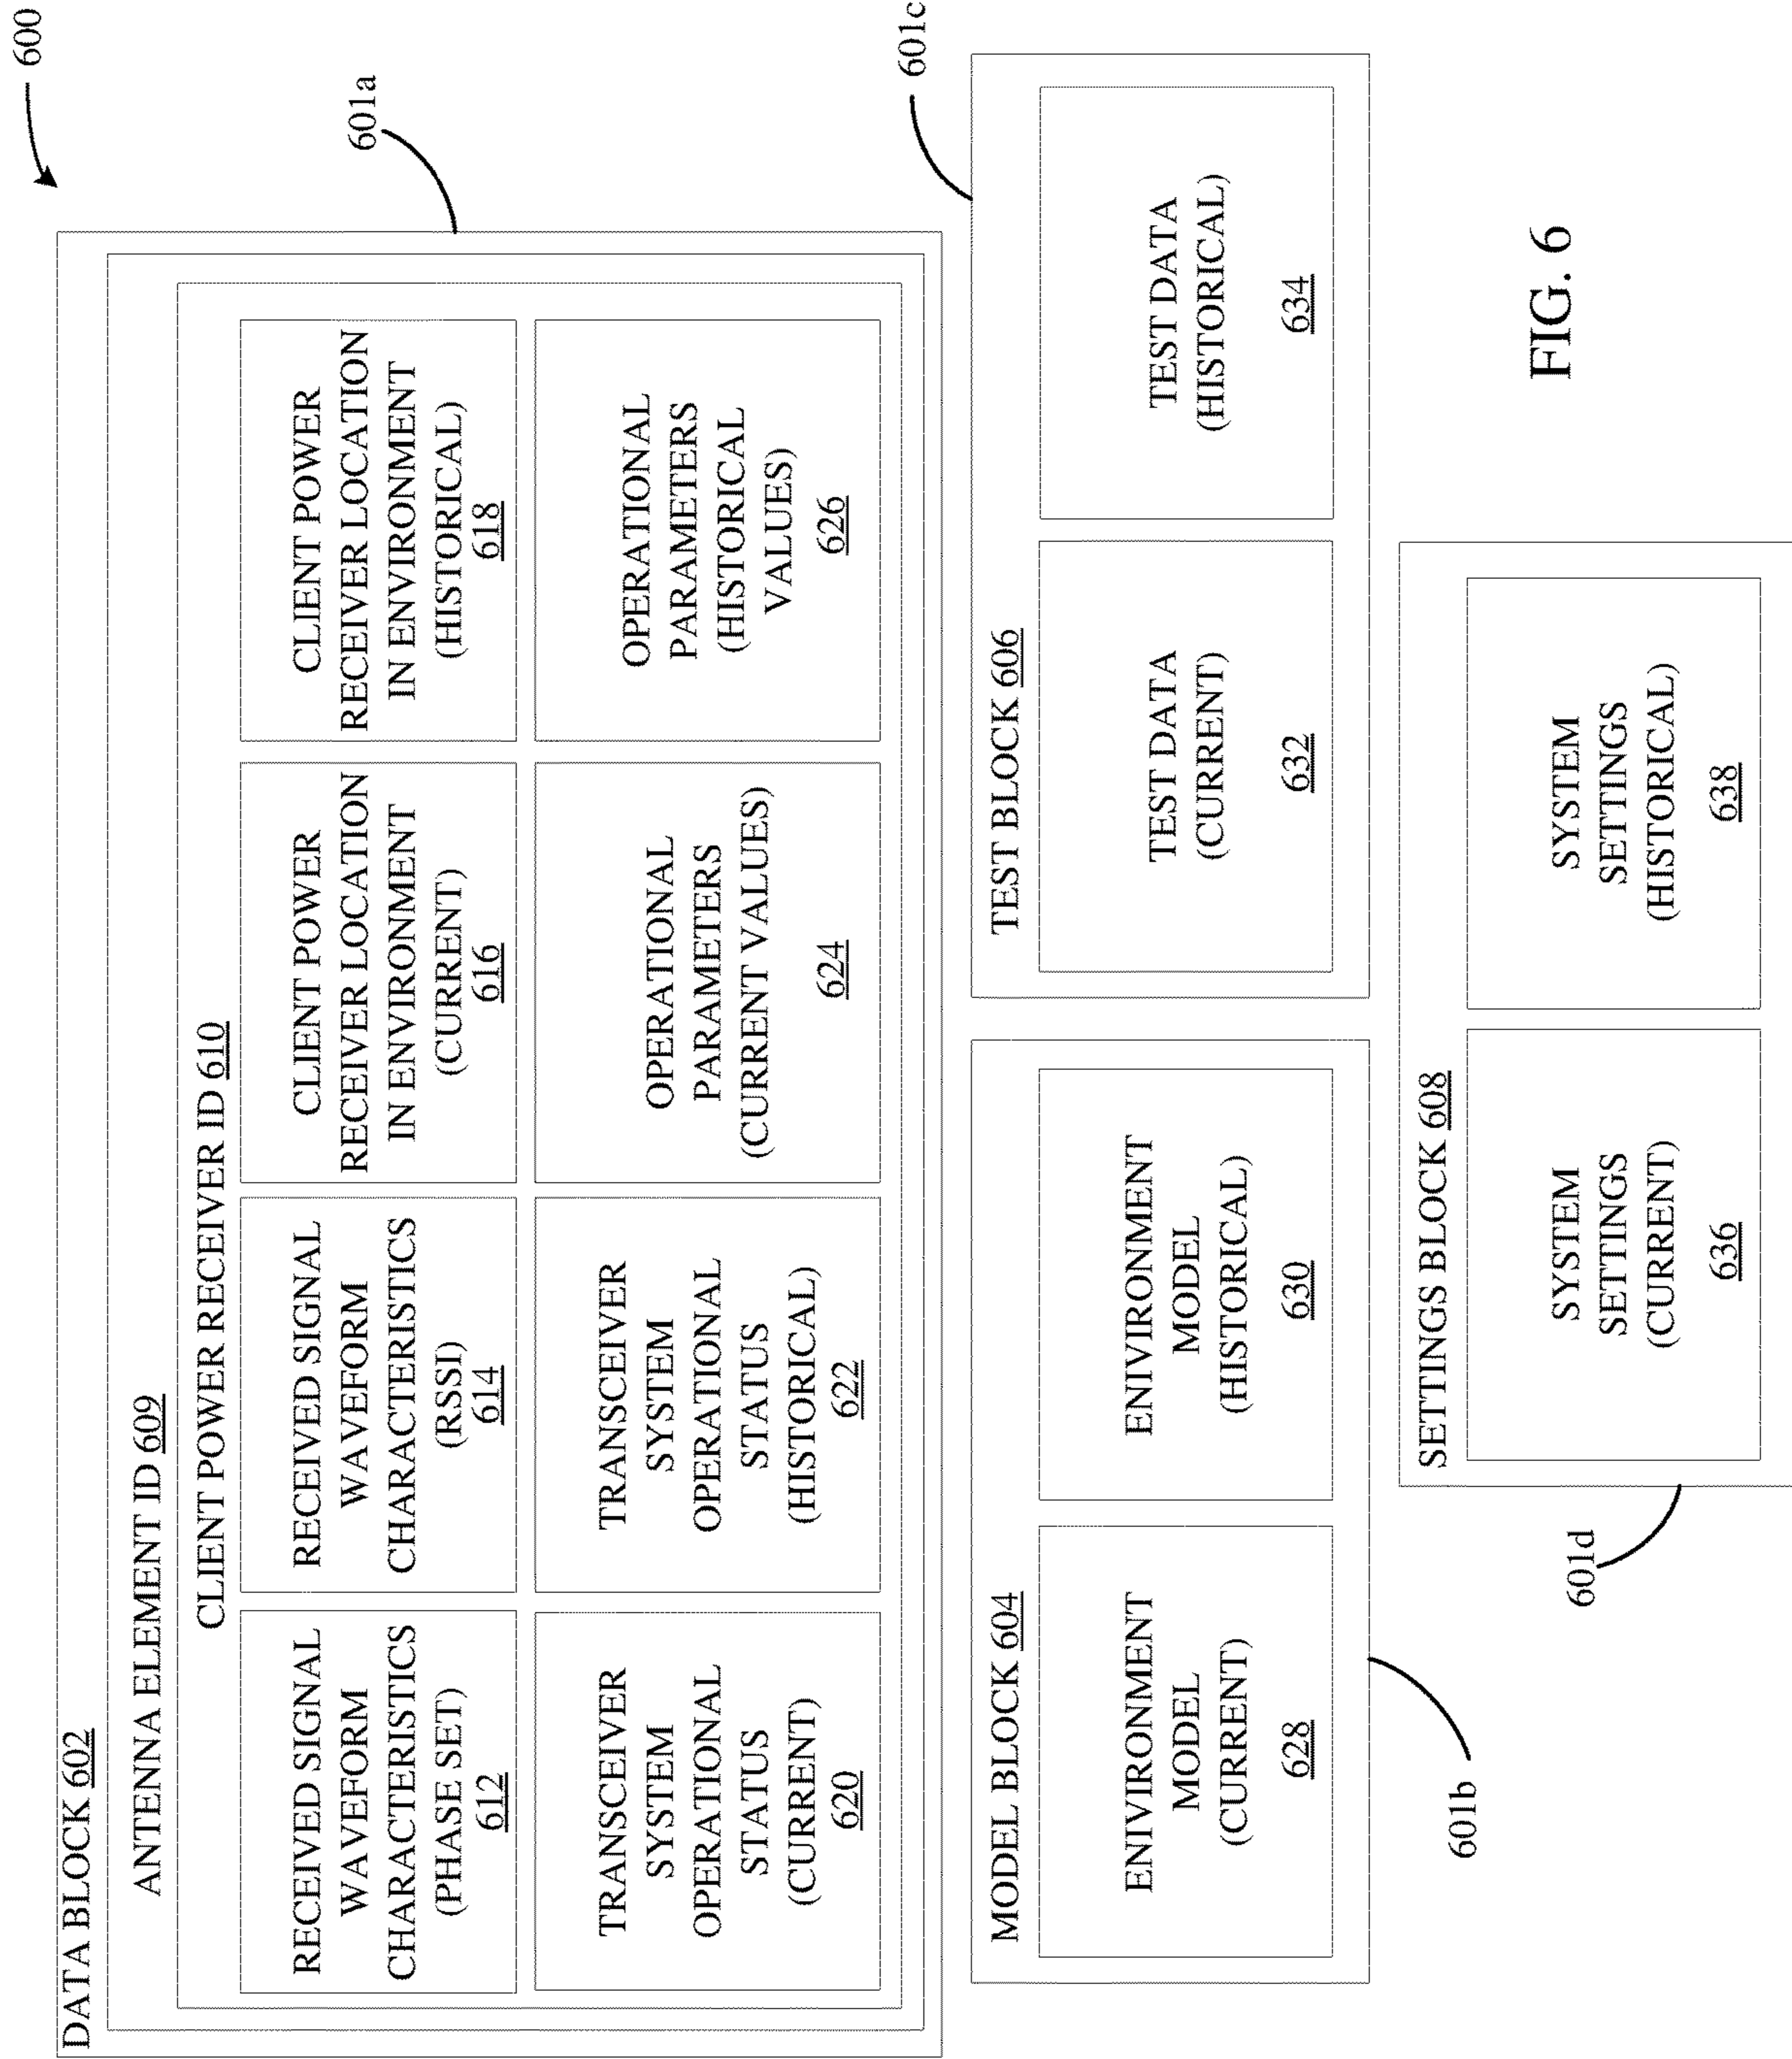 600
601a
DATA BLOCK 602
ANTENNA ELEMENT ID 609
CLIENT POWER RECEIVER ID 610
RECEIVED SIGNAL
WAVEFORM
CHARACTERISTICS
(PHASE SET)
612
RECEIVED SIGNAL
WAVEFORM
CHARACTERISTICS
(RSSI)
614
CLIENT POWER
RECEIVER LOCATION
IN ENVIRONMENT
(CURRENT)
616
CLIENT POWER
RECEIVER LOCATION
IN ENVIRONMENT
(HISTORICAL)
618
TRANSCEIVER
SYSTEM
OPERATIONAL
STATUS
(CURRENT)
620
TRANSCEIVER
SYSTEM
OPERATIONAL
STATUS
(HISTORICAL)
622
OPERATIONAL
PARAMETERS
(CURRENT VALUES)
624
OPERATIONAL
PARAMETERS
(HISTORICAL
VALUES)
626
601c
MODEL BLOCK 604
ENIVIRONMENT
MODEL
(CURRENT)
628
ENIVIRONMENT
MODEL
(HISTORICAL)
630
601b
TEST BLOCK 606
TEST DATA
(CURRENT)
632
TEST DATA
(HISTORICAL)
634
SETTINGS BLOCK 608
SYSTEM
SETTINGS
(CURRENT)
636
SYSTEM
SETTINGS
(HISTORICAL)
638
601d
FIG. 6